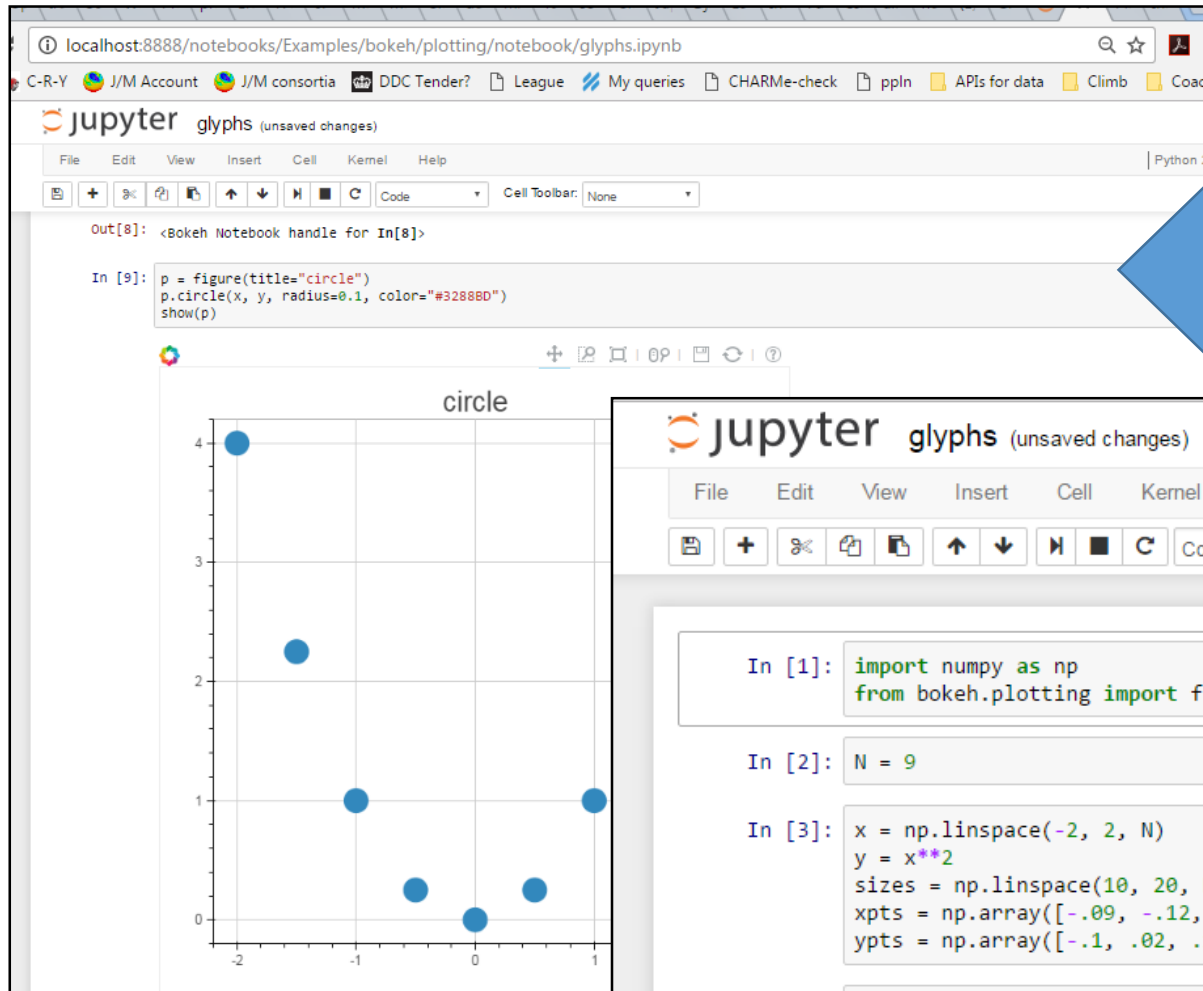 localhost:8888/notebooks/Examples/bokeh/plotting/notebook/glyphs.ipynb
C-R-Y J/M Account J/M consortia DDC Tender? League My queries CHARMe-check ppln APIs for data Climb Coac
jupyter glyphs (unsaved changes)
File Edit View Insert Cell Kernel Help Python
Code Cell Toolbar: None
Out[8]: <Bokeh Notebook handle for In[8]>
In [9]: p = figure(title="circle")
p.circle(x, y, radius=0.1, color="#3288BD")
show(p)
circle
4
3
2
1
0
-2 -1 0 1
jupyter glyphs (unsaved changes)
File Edit View Insert Cell Kernel
Co
In [1]: import numpy as np
from bokeh.plotting import f
In [2]: N = 9
In [3]: x = np.linspace(-2, 2, N)
y = x**2
sizes = np.linspace(10, 20,
xpts = np.array([-.09, -.12,
ypts = np.array([-.1, .02, .